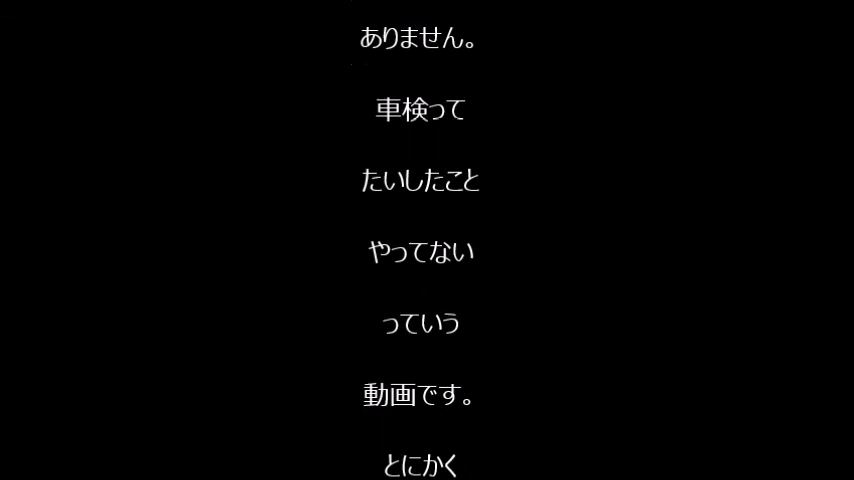 ありません。
車検って
たいしたこと
やってない
っていう
動画です。
とにかく